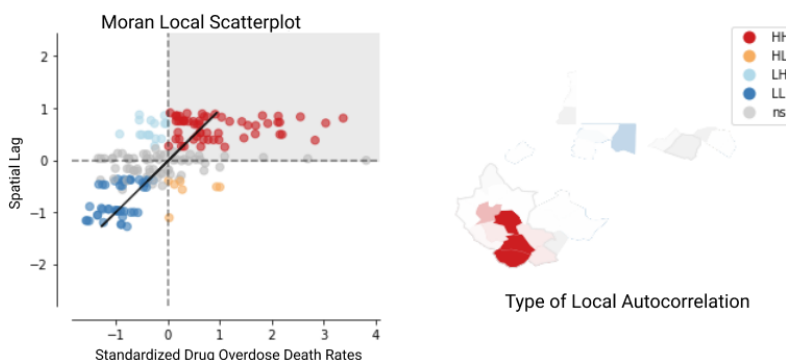 Moran Local Scatterplot
HH
HL
LH
LL
ns
2
1
0
−1
−2
Spatial Lag
−1 0 1 2 3 4
Standardized Drug Overdose Death Rates
Type of Local Autocorrelation